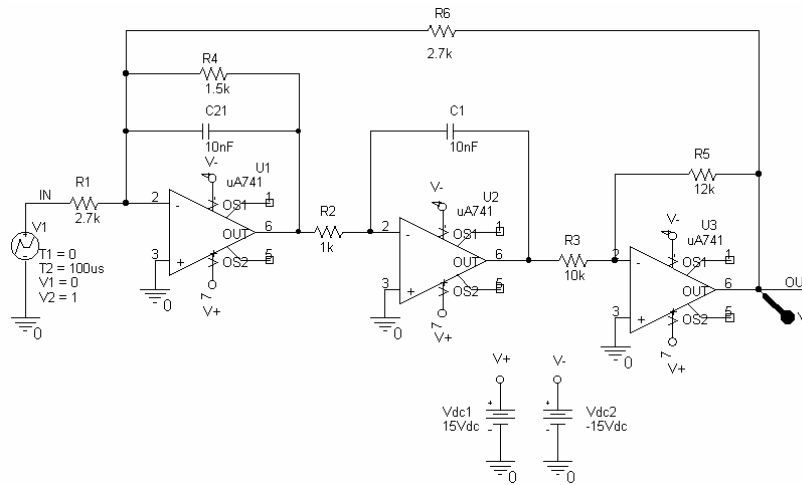 R6
2.7k
R4
1.5k
C21
10nF
C1
10nF
R5
12k
IN
R1
2.7k
2
3
4
V-
U1
uA741
OS1
1
6
OUT
OS2
5
7
V+
0
V1
T1 = 0
T2 = 100us
V1 = 0
V2 = 1
0
R2
1k
2
3
4
V-
U2
uA741
OS1
1
6
OUT
OS2
5
7
V+
0
R3
10k
2
3
4
V-
U3
uA741
OS1
1
6
OUT
OS2
5
7
V+
0
OU
V
V+
Vdc1
15Vdc
0
V-
Vdc2
-15Vdc
0